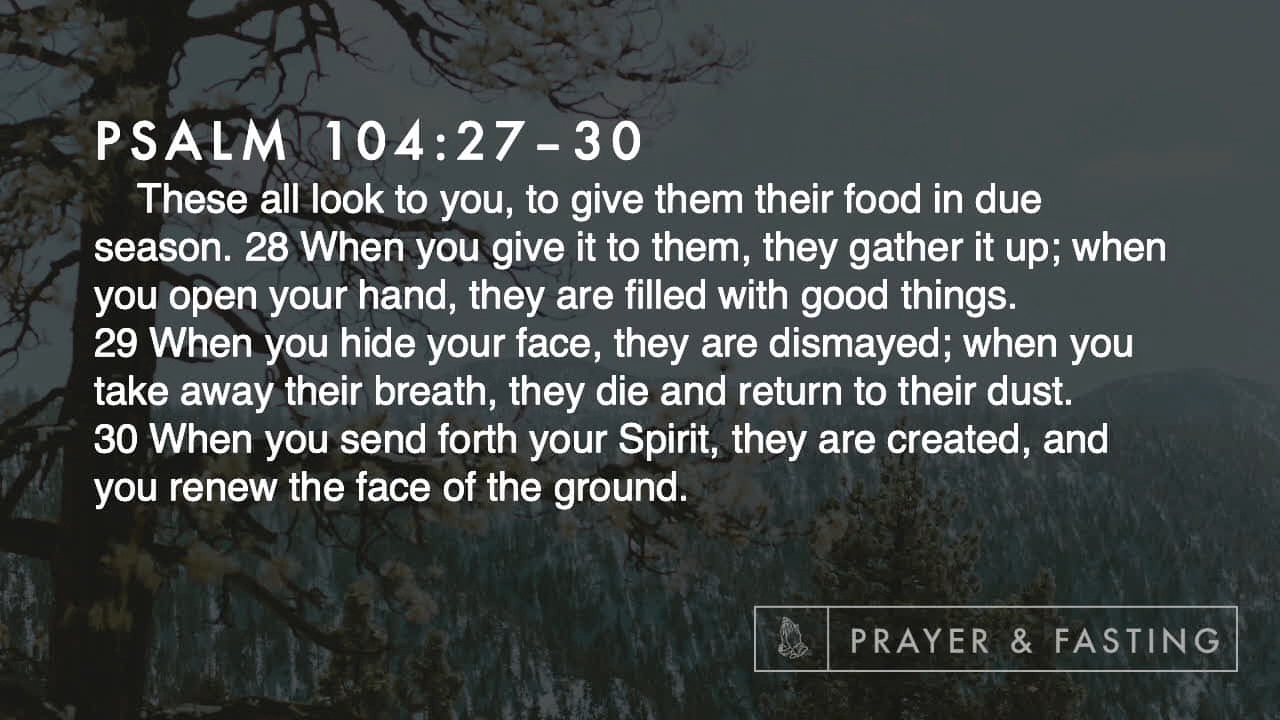 PSALM 104:27–30
These all look to you, to give them their food in due
season. 28 When you give it to them, they gather it up; when
you open your hand, they are filled with good things.
29 When you hide your face, they are dismayed; when you
take away their breath, they die and return to their dust.
30 When you send forth your Spirit, they are created, and
you renew the face of the ground.
PRAYER & FASTING